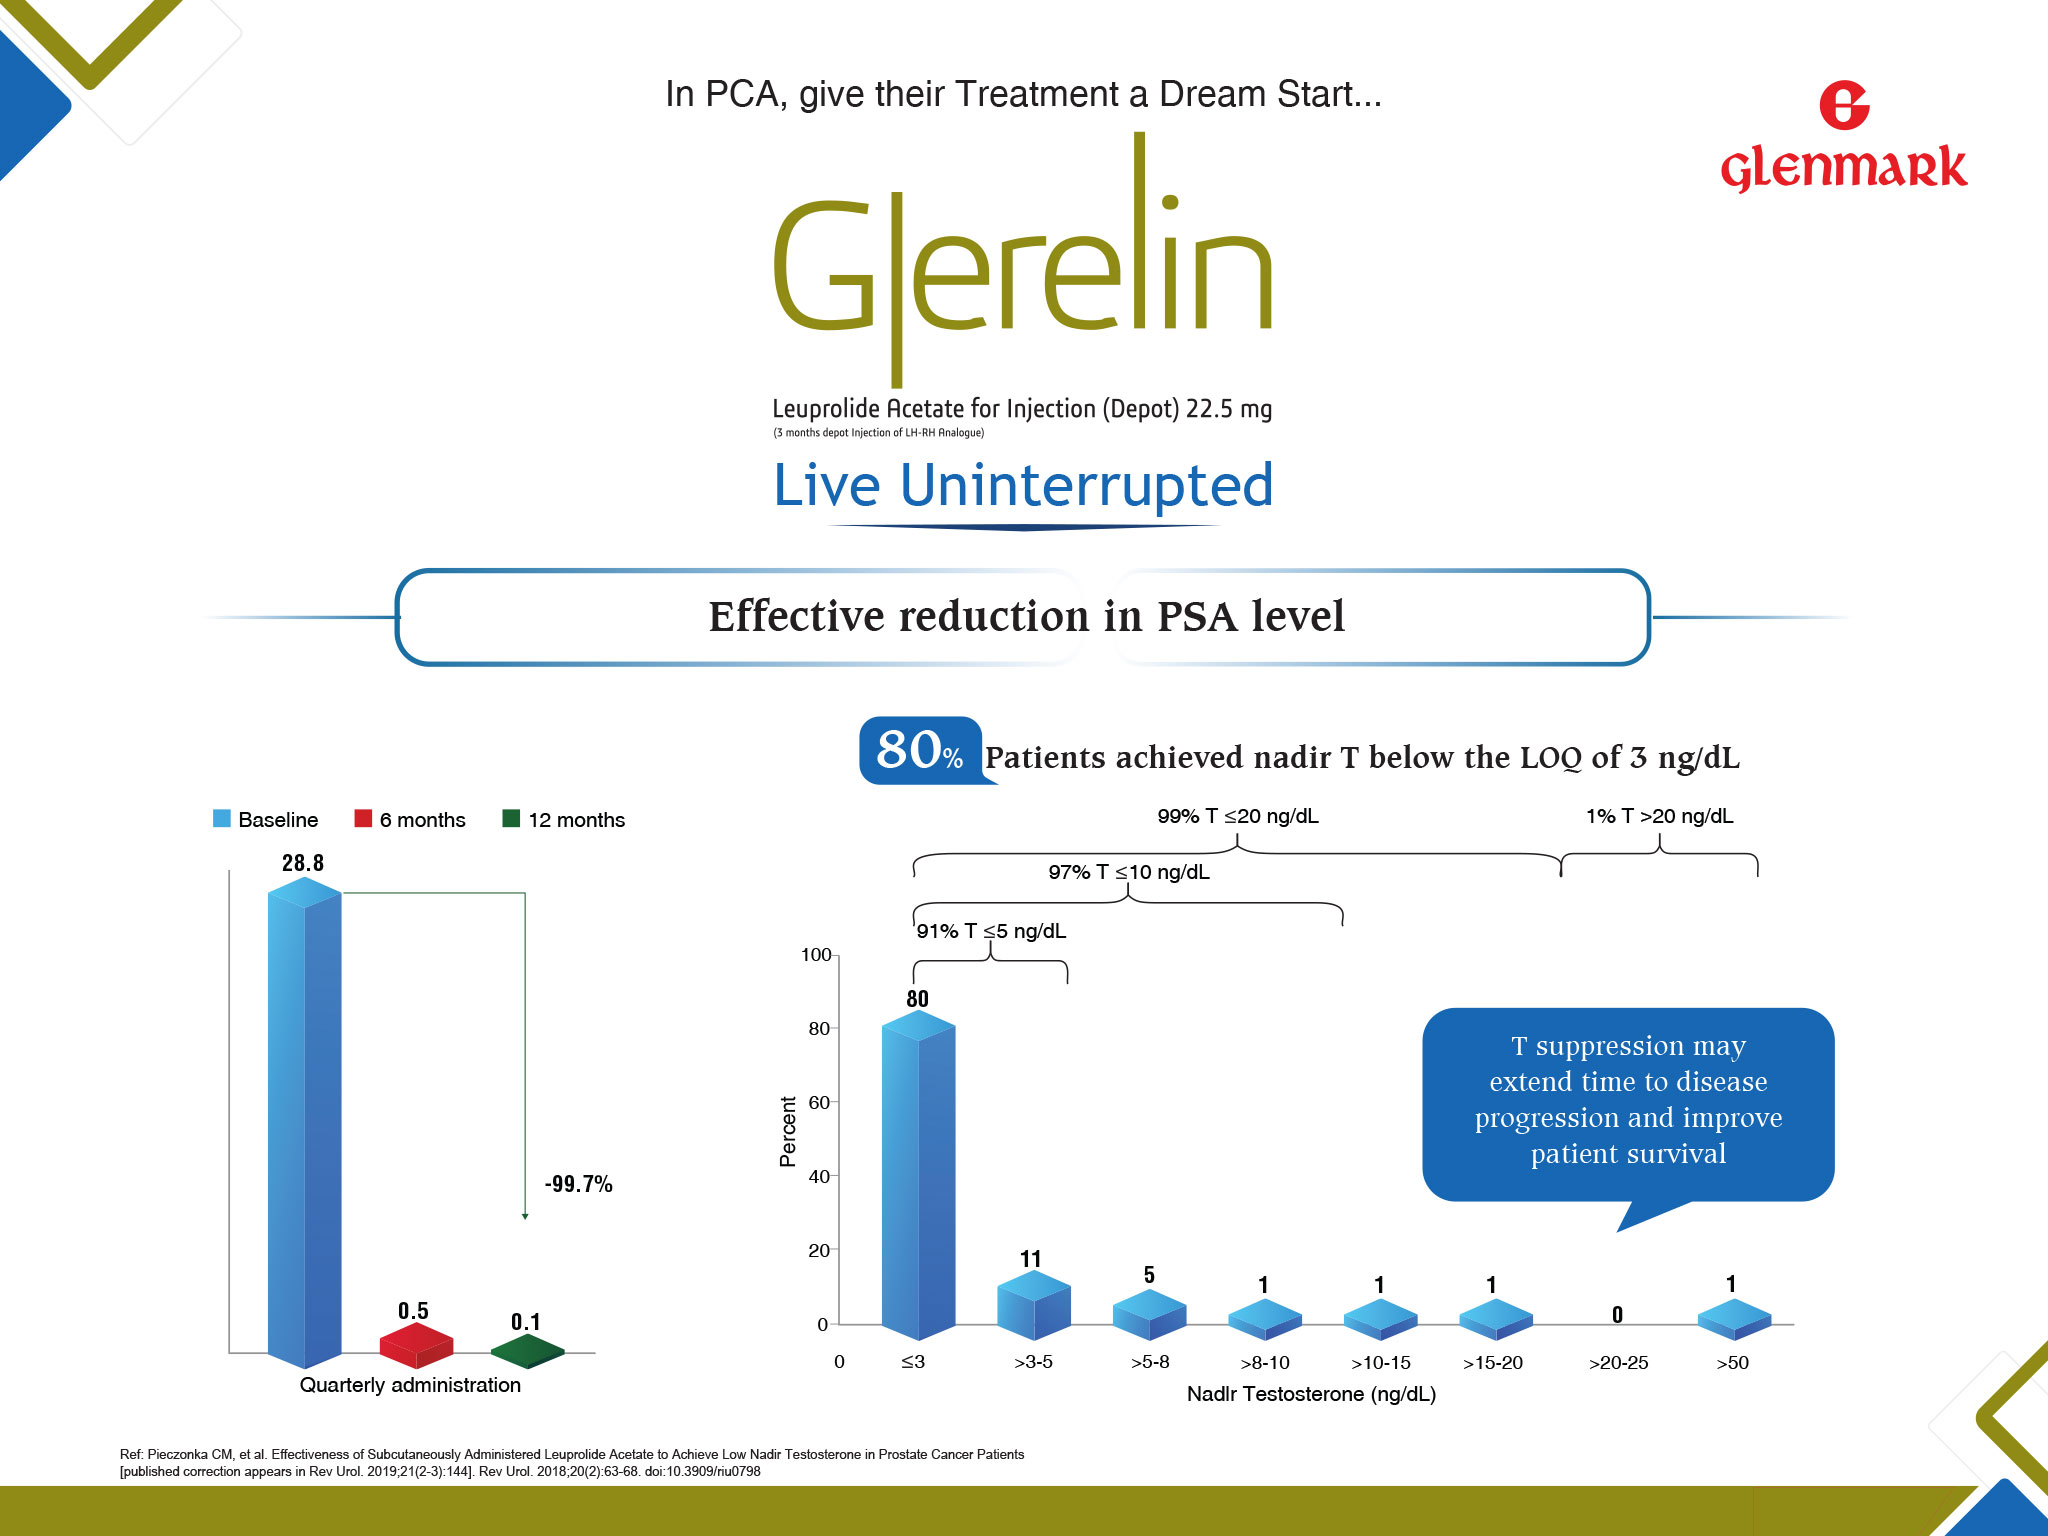 In PCA, give their Treatment a Dream Start...
GLENMARK
Glerelin
Leuprolide Acetate for Injection (Depot) 22.5 mg
(3 months depot Injection of LH-RH Analogue)
Live Uninterrupted
Effective reduction in PSA level
80% Patients achieved nadir T below the LOQ of 3 ng/dL
Baseline 6 months 12 months
28.8
-99.7%
0.5
0.1
Quarterly administration
99% T ≤20 ng/dL
1% T >20 ng/dL
97% T ≤10 ng/dL
91% T ≤5 ng/dL
Percent
100
80
60
40
20
0
80
11
5
1
1
1
0
1
0 ≤3 >3-5 >5-8 >8-10 >10-15 >15-20 >20-25 >50
Nadlr Testosterone (ng/dL)
T suppression may
extend time to disease
progression and improve
patient survival
Ref: Pieczonka CM, et al. Effectiveness of Subcutaneously Administered Leuprolide Acetate to Achieve Low Nadir Testosterone in Prostate Cancer Patients
[published correction appears in Rev Urol. 2019;21(2-3):144]. Rev Urol. 2018;20(2):63-68. doi:10.3909/riu0798